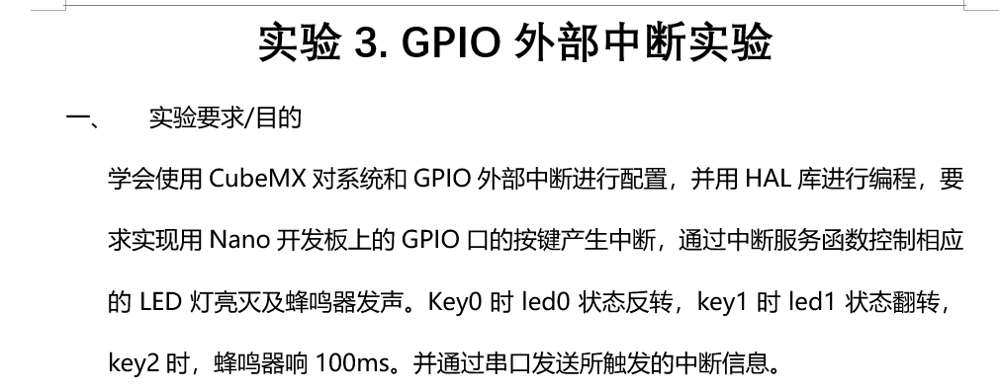 实验 3. GPIO 外部中断实验
一、 实验要求/目的
学会使用 CubeMX 对系统和 GPIO 外部中断进行配置，并用 HAL 库进行编程，要
求实现用 Nano 开发板上的 GPIO 口的按键产生中断，通过中断服务函数控制相应
的 LED 灯亮灭及蜂鸣器发声。Key0 时 led0 状态反转，key1 时 led1 状态翻转，
key2 时，蜂鸣器响 100ms。并通过串口发送所触发的中断信息。